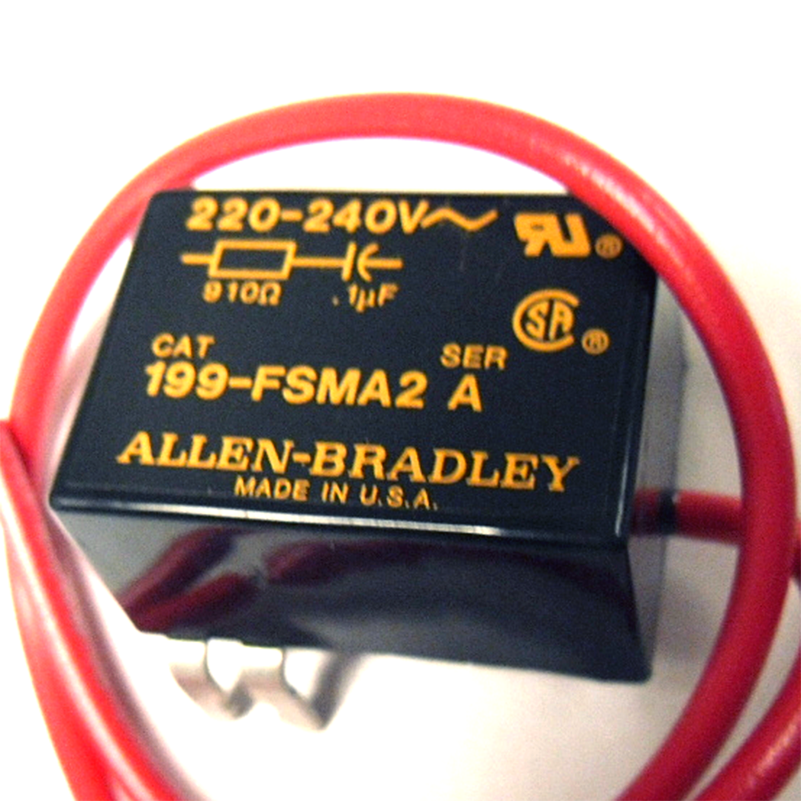 220-240V~
910Ω .1µF
CAT SER
199-FSMA2 A
ALLEN-BRADLEY
MADE IN U.S.A.